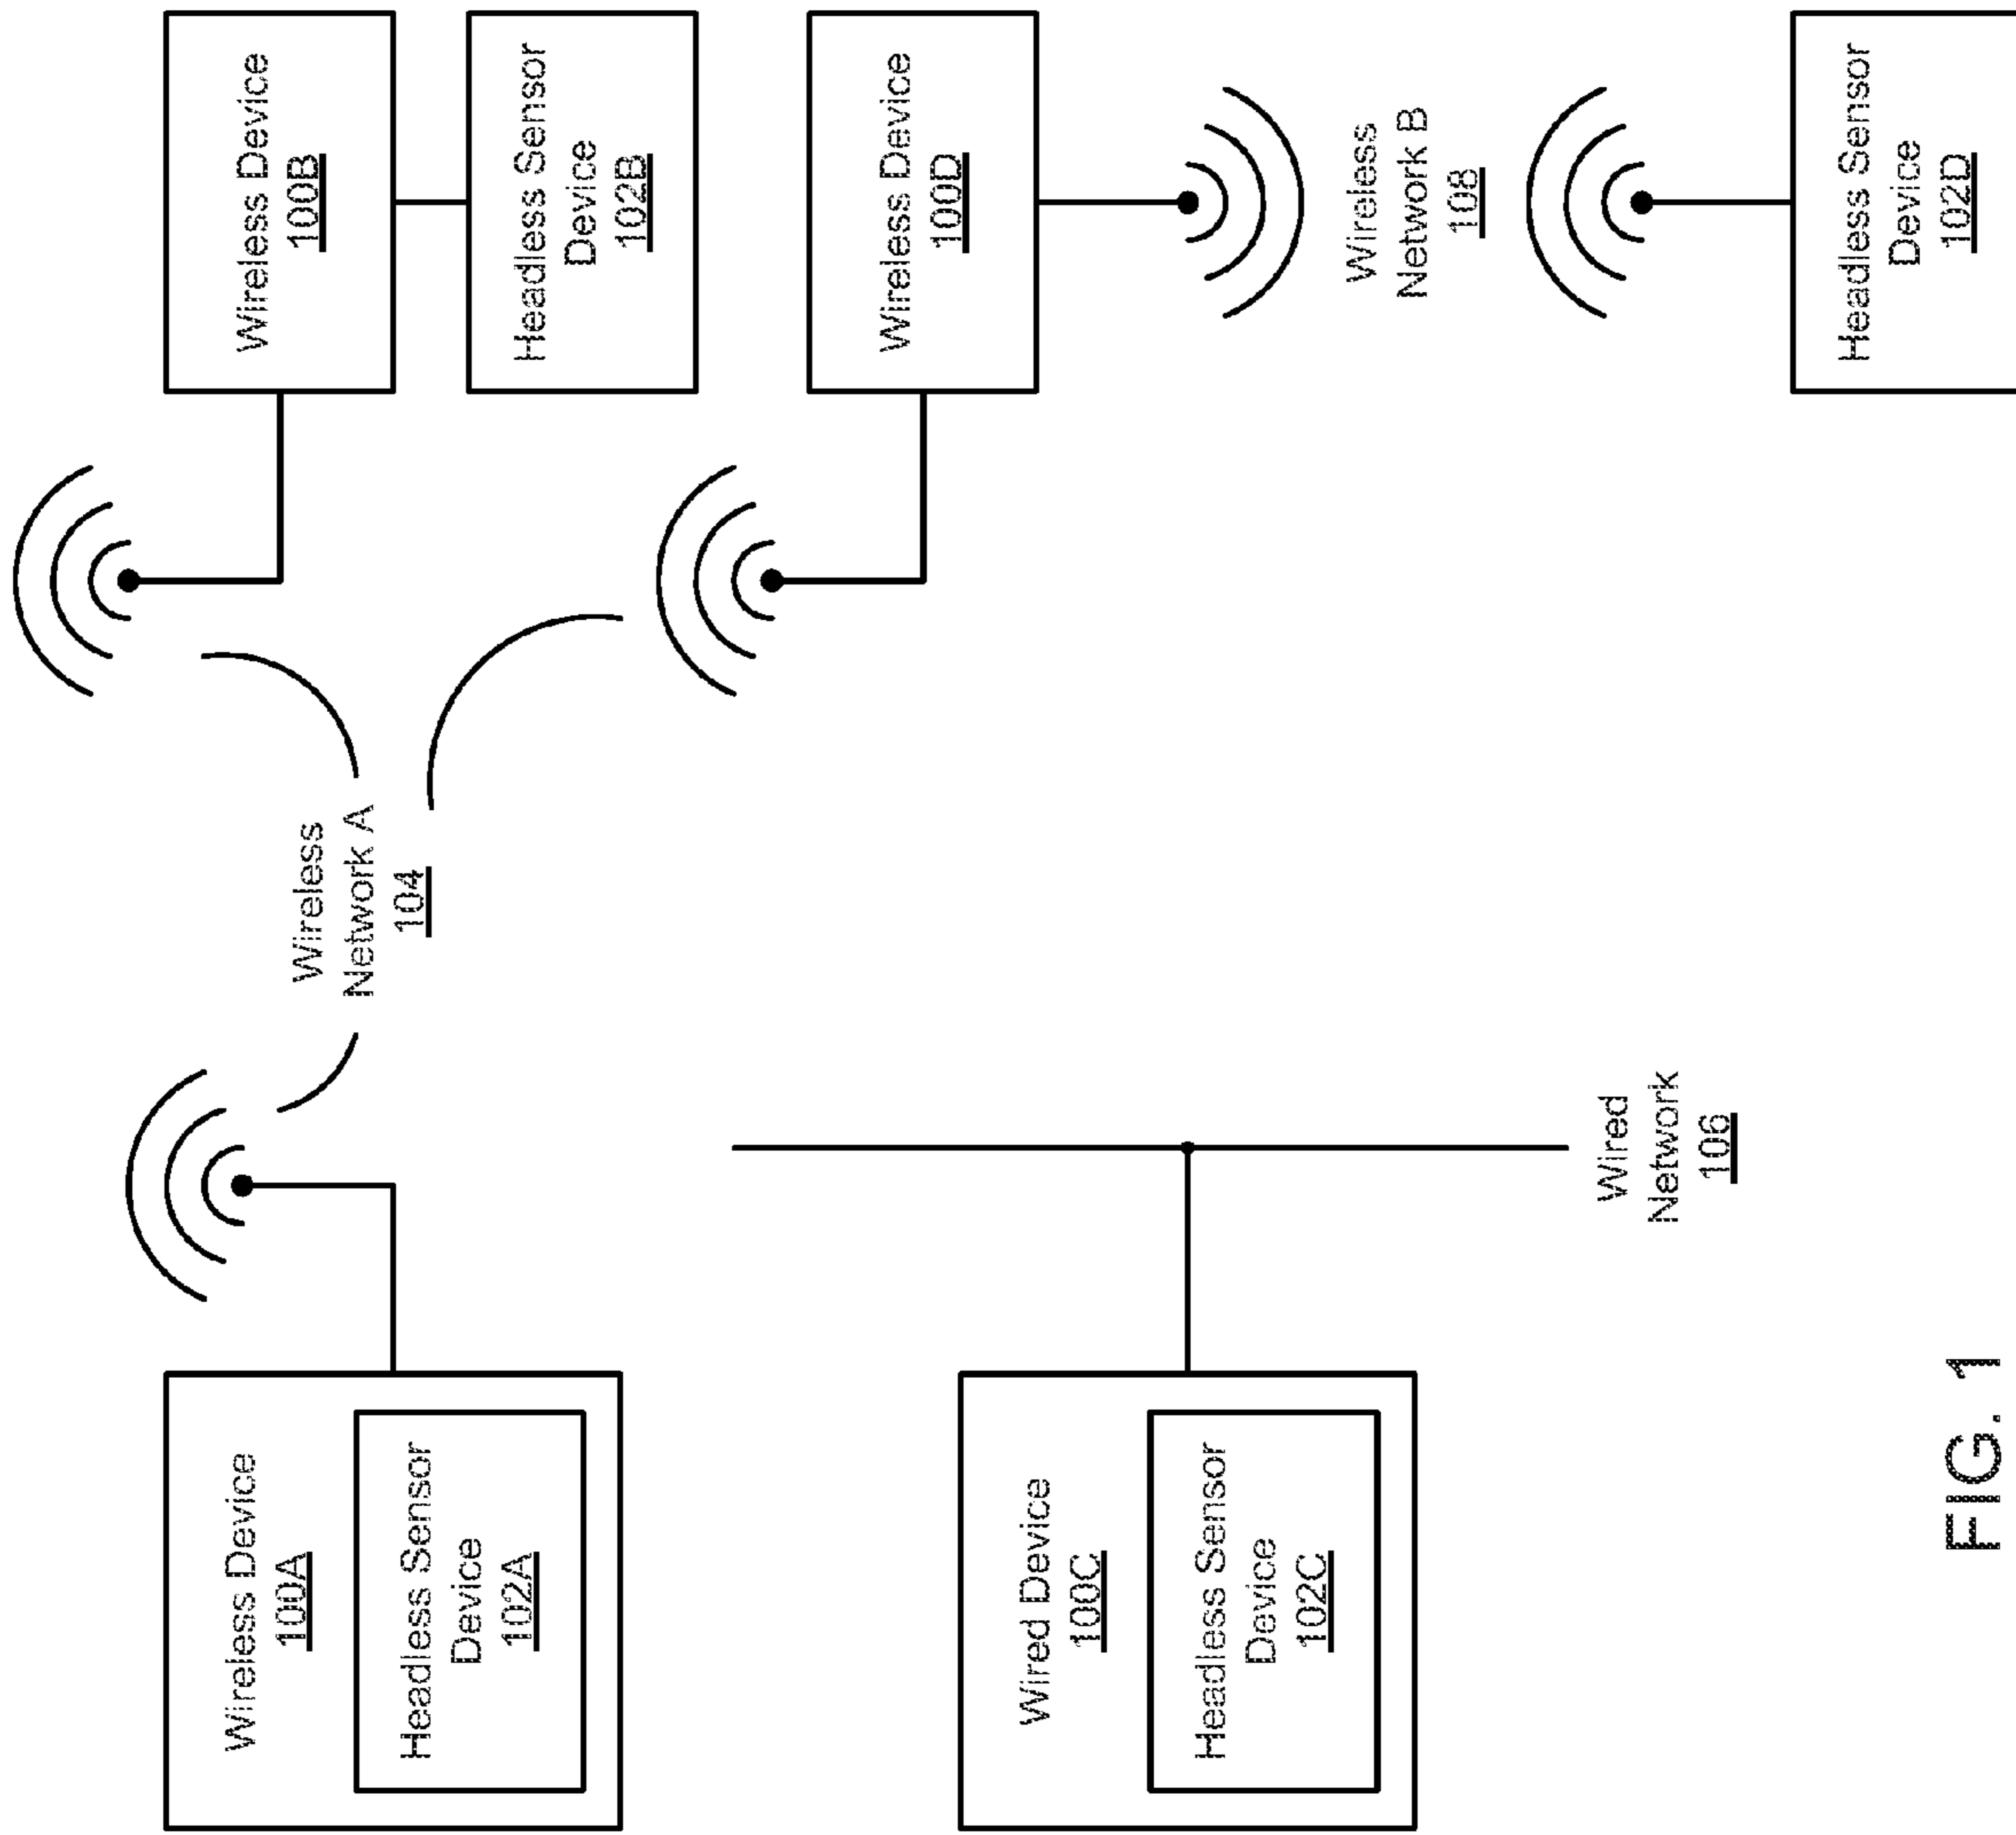 Wireless Device
100A
Headless Sensor
Device
102A
Wireless
Network A
104
Wireless Device
100B
Headless Sensor
Device
102B
Wired Device
100C
Headless Sensor
Device
102C
Wired
Network
106
Wireless Device
100D
Wireless
Network B
108
Headless Sensor
Device
102D
FIG. 1